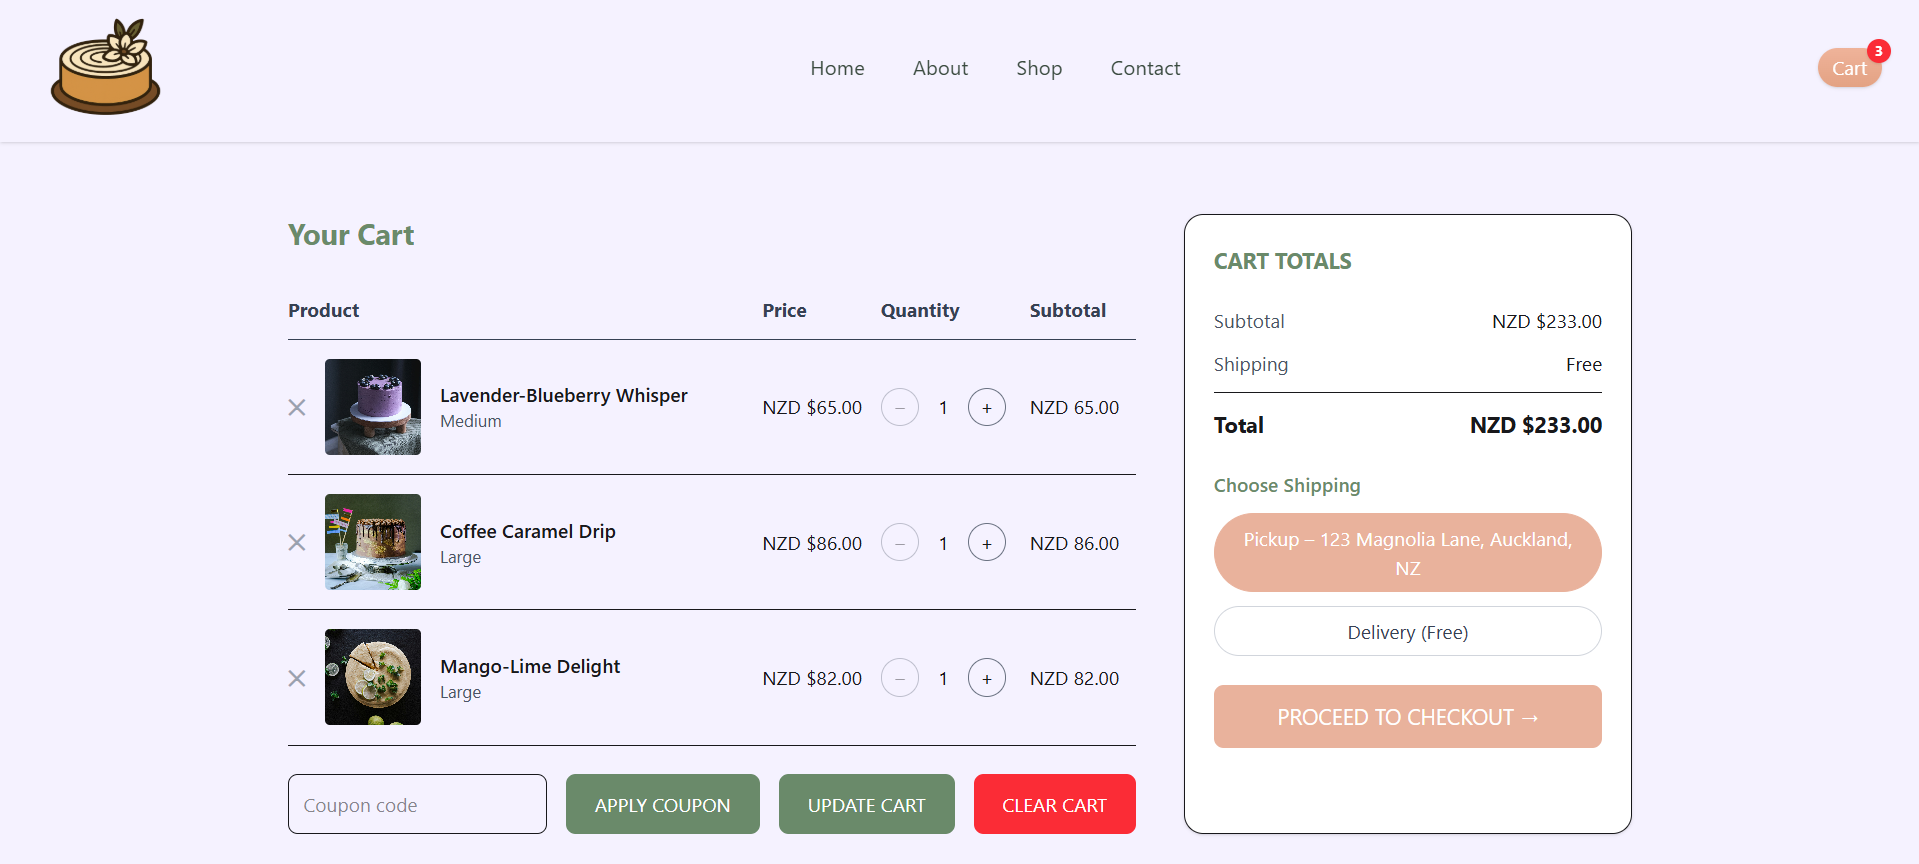 Home About Shop Contact
Cart 3
Your Cart
Product Price Quantity Subtotal
Lavender-Blueberry Whisper
Medium
NZD $65.00 − 1 + NZD 65.00
Coffee Caramel Drip
Large
NZD $86.00 − 1 + NZD 86.00
Mango-Lime Delight
Large
NZD $82.00 − 1 + NZD 82.00
Coupon code APPLY COUPON UPDATE CART CLEAR CART
CART TOTALS
Subtotal NZD $233.00
Shipping Free
Total NZD $233.00
Choose Shipping
Pickup – 123 Magnolia Lane, Auckland,
NZ
Delivery (Free)
PROCEED TO CHECKOUT →